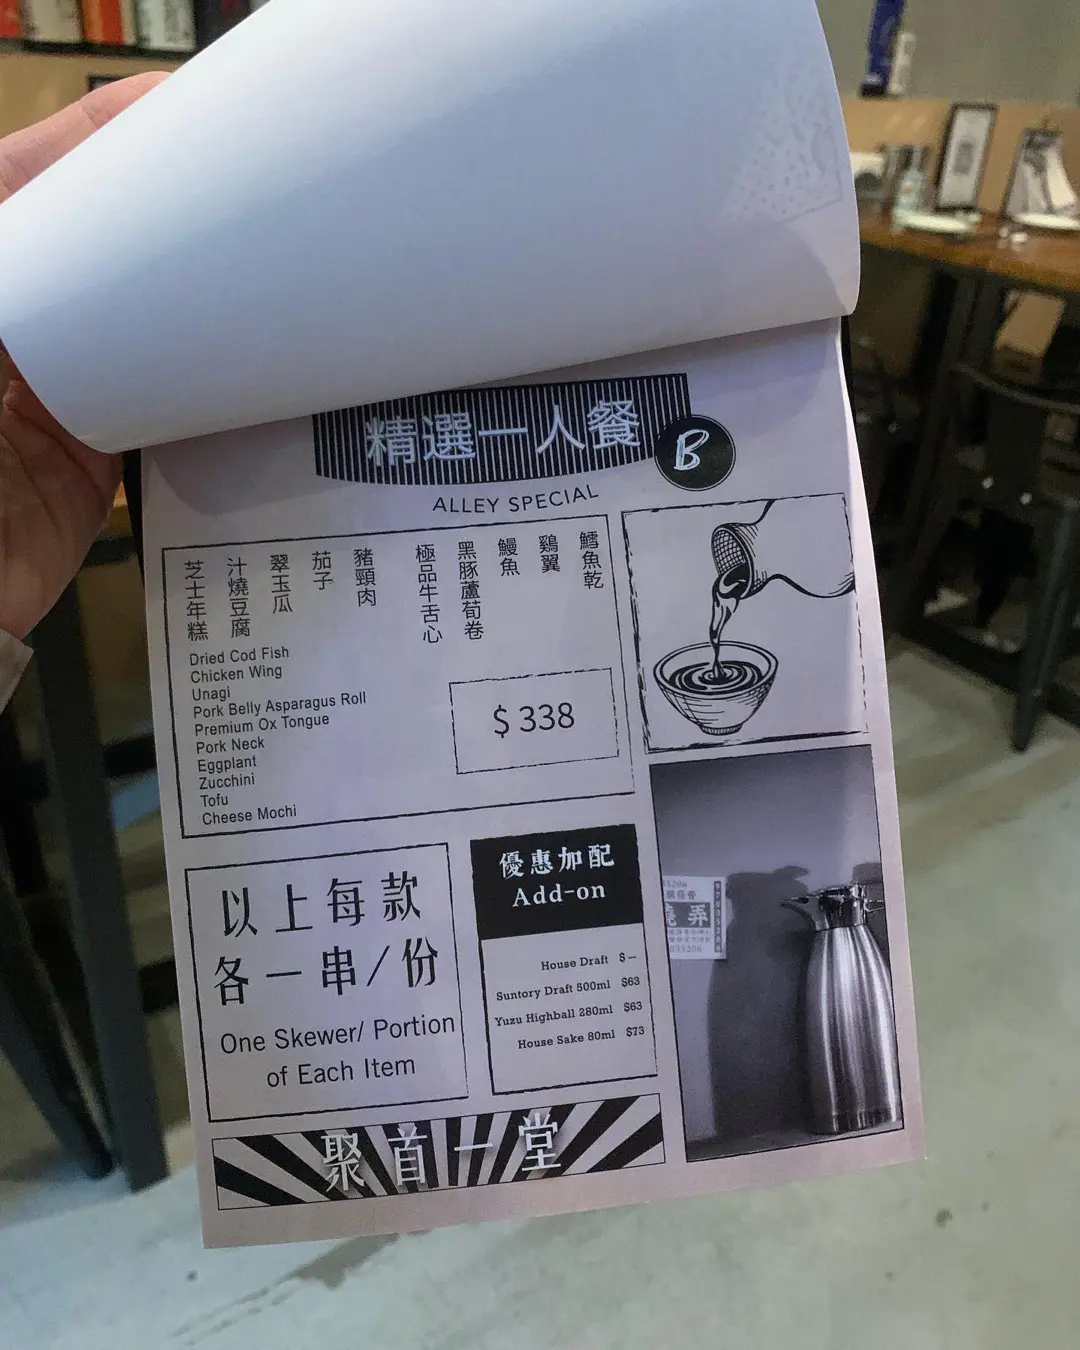 精選一人餐
B
ALLEY SPECIAL
鱈魚乾
鷄翼
鰻魚
黑豚蘆荀卷
極品牛舌心
豬頸肉
茄子
翠玉瓜
汁燒豆腐
芝士年糕
Dried Cod Fish
Chicken Wing
Unagi
Pork Belly Asparagus Roll
Premium Ox Tongue
Pork Neck
Eggplant
Zucchini
Tofu
Cheese Mochi
$ 338
以上每款
各一串/份
One Skewer/ Portion
of Each Item
優惠加配
Add-on
House Draft $–
Suntory Draft 500ml $63
Yuzu Highball 280ml $63
House Sake 80ml $73
聚首一堂